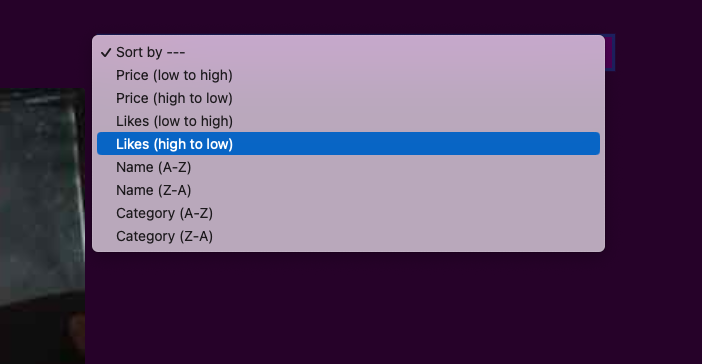 ✓ Sort by ---
Price (low to high)
Price (high to low)
Likes (low to high)
Likes (high to low)
Name (A-Z)
Name (Z-A)
Category (A-Z)
Category (Z-A)